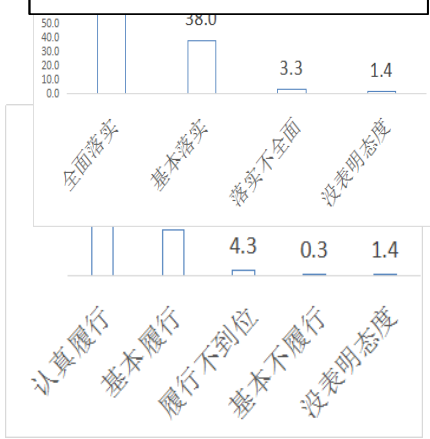 50.0
40.0
30.0
20.0
10.0
0.0
38.0
3.3
1.4
全面落实
基本落实
落实不全面
没表明态度
4.3
0.3
1.4
认真履行
基本履行
履行不到位
基本不履行
没表明态度